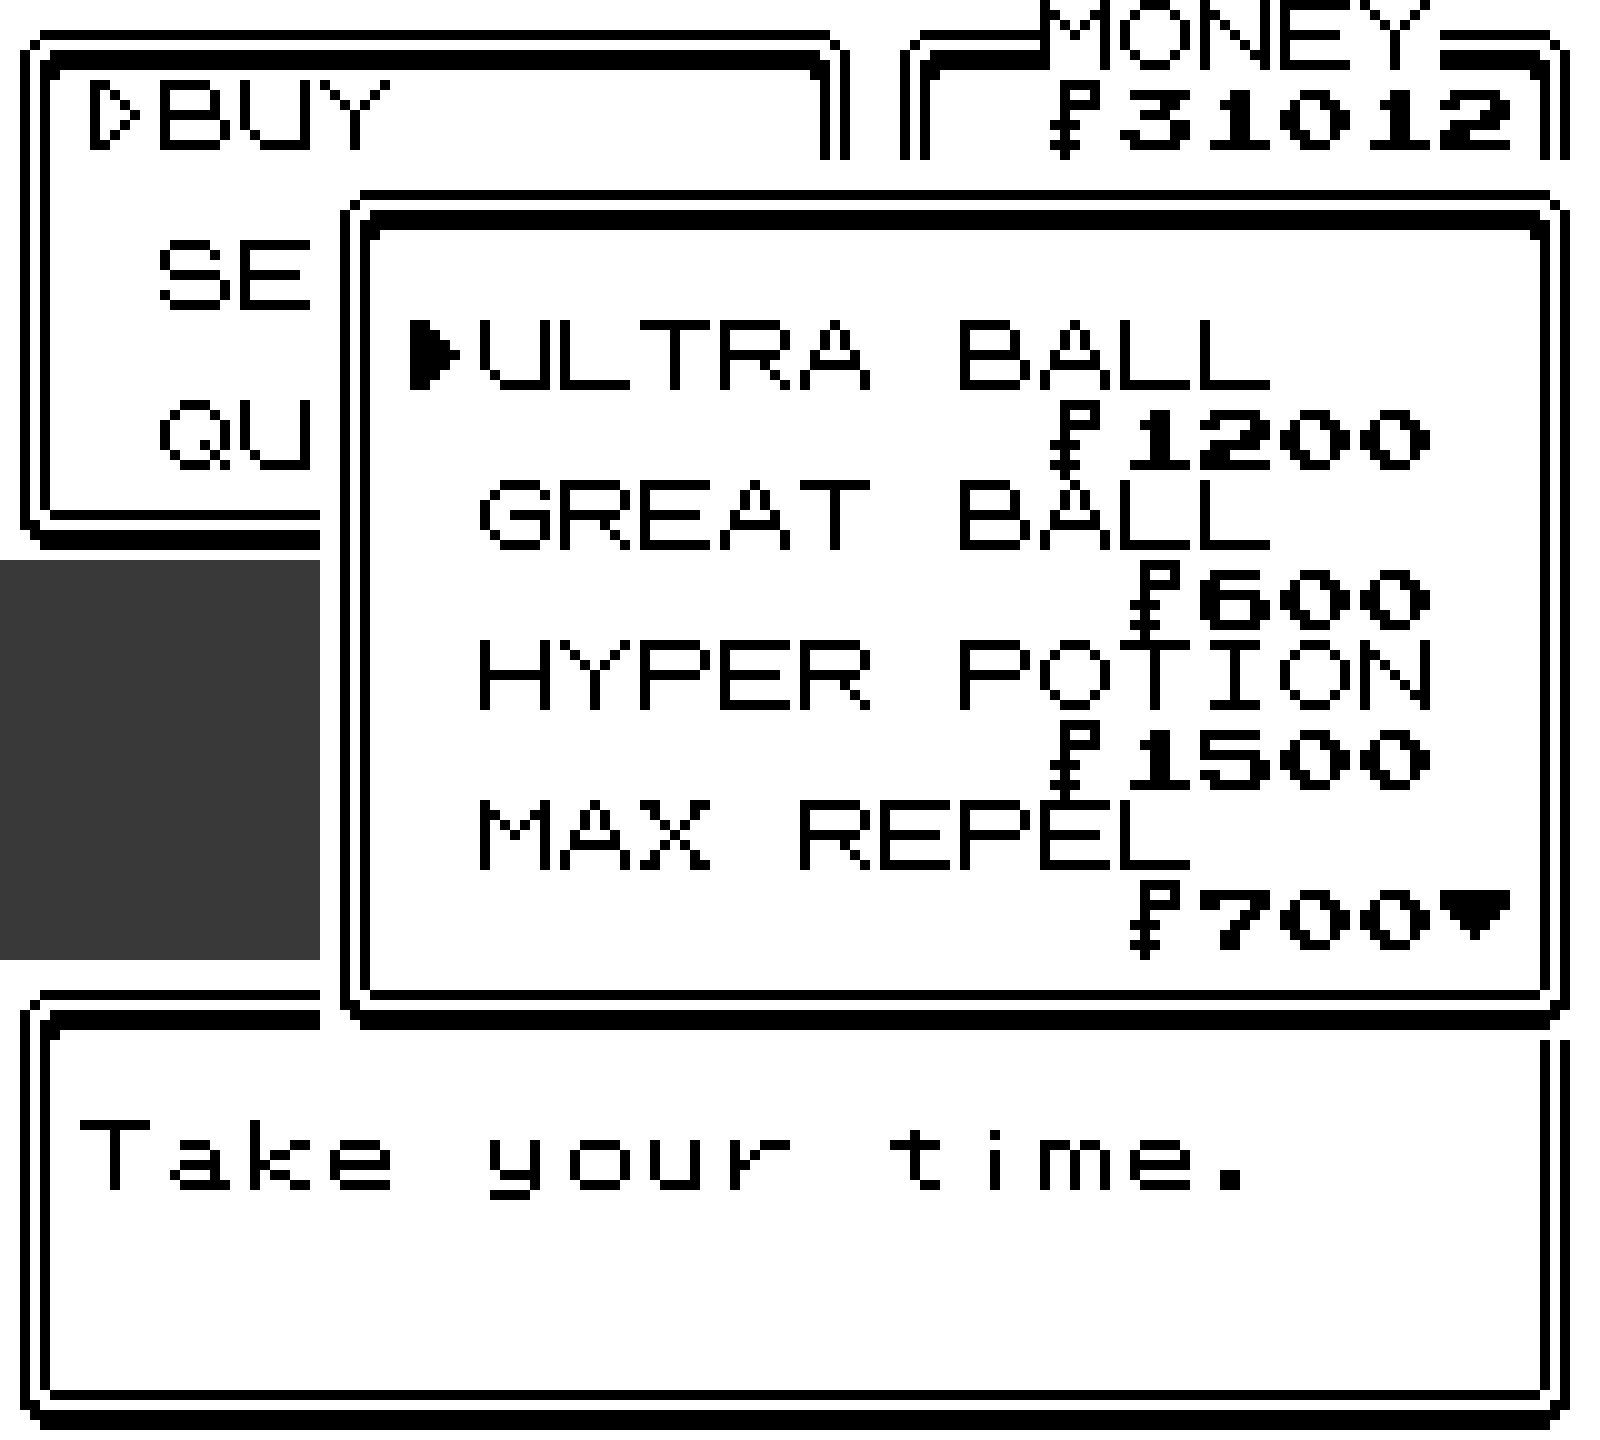 MONEY
▷BUY
₽31012
SE
QU
▶ULTRA BALL
₽1200
GREAT BALL
₽600
HYPER POTION
₽1500
MAX REPEL
₽700▼
Take your time.